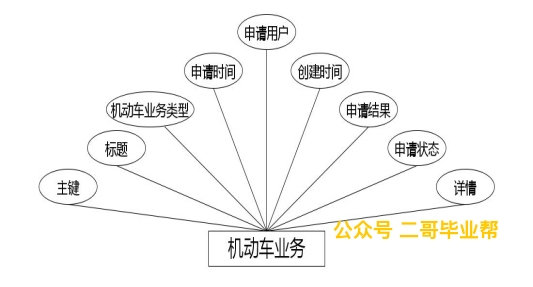 申请用户
申请时间
创建时间
机动车业务类型
申请结果
标题
申请状态
主键
详情
机动车业务
公众号 二哥毕业帮